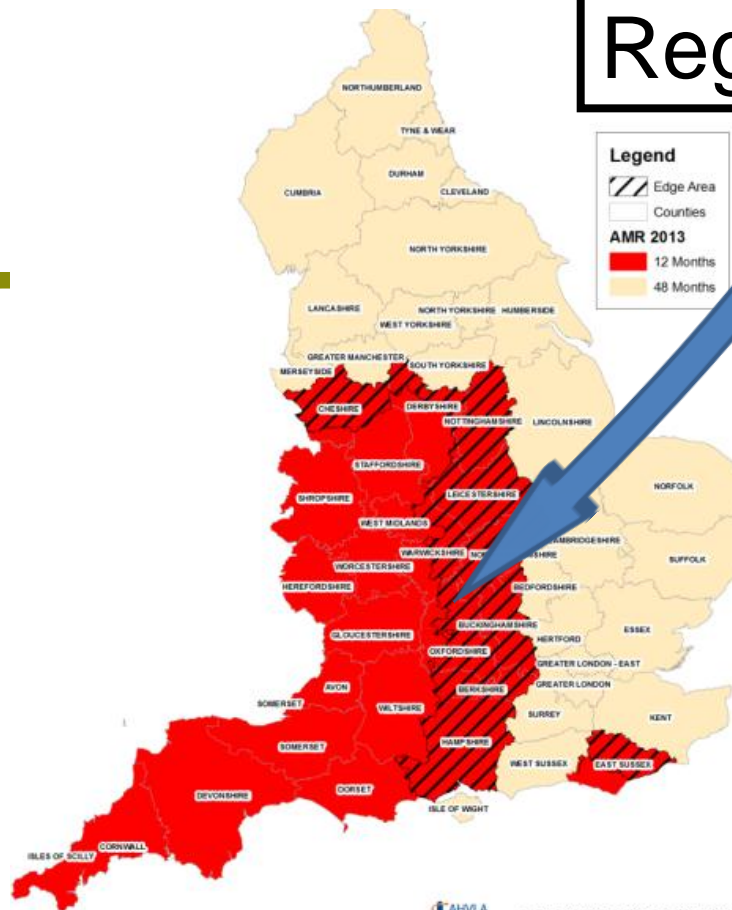 Reg
Legend
Edge Area
Counties
AMR 2013
12 Months
48 Months
NORTHUMBERLAND
TYNE & WEAR
DURHAM
CLEVELAND
CUMBRIA
NORTH YORKSHIRE
LANCASHIRE
NORTH YORKSHIRE
HUMBERSIDE
WEST YORKSHIRE
GREATER MANCHESTER
SOUTH YORKSHIRE
MERSEYSIDE
CHESHIRE
DERBYSHIRE
NOTTINGHAMSHIRE
LINCOLNSHIRE
STAFFORDSHIRE
SHROPSHIRE
LEICESTERSHIRE
NORFOLK
WEST MIDLANDS
WARWICKSHIRE
NO
SHIRE
AMBRIDGESHIRE
SUFFOLK
WORCESTERSHIRE
HEREFORDSHIRE
BEDFORDSHIRE
BUCKINGHAMSHIRE
GLOUCESTERSHIRE
HERTFORD
ESSEX
OXFORDSHIRE
GREATER LONDON - EAST
AVON
BERKSHIRE
GREATER LONDON
SOMERSET
WILTSHIRE
SURREY
KENT
SOMERSET
HAMPSHIRE
WEST SUSSEX
EAST SUSSEX
DEVONSHIRE
DORSET
ISLE OF WIGHT
CORNWALL
ISLES OF SCILLY
AHVLA